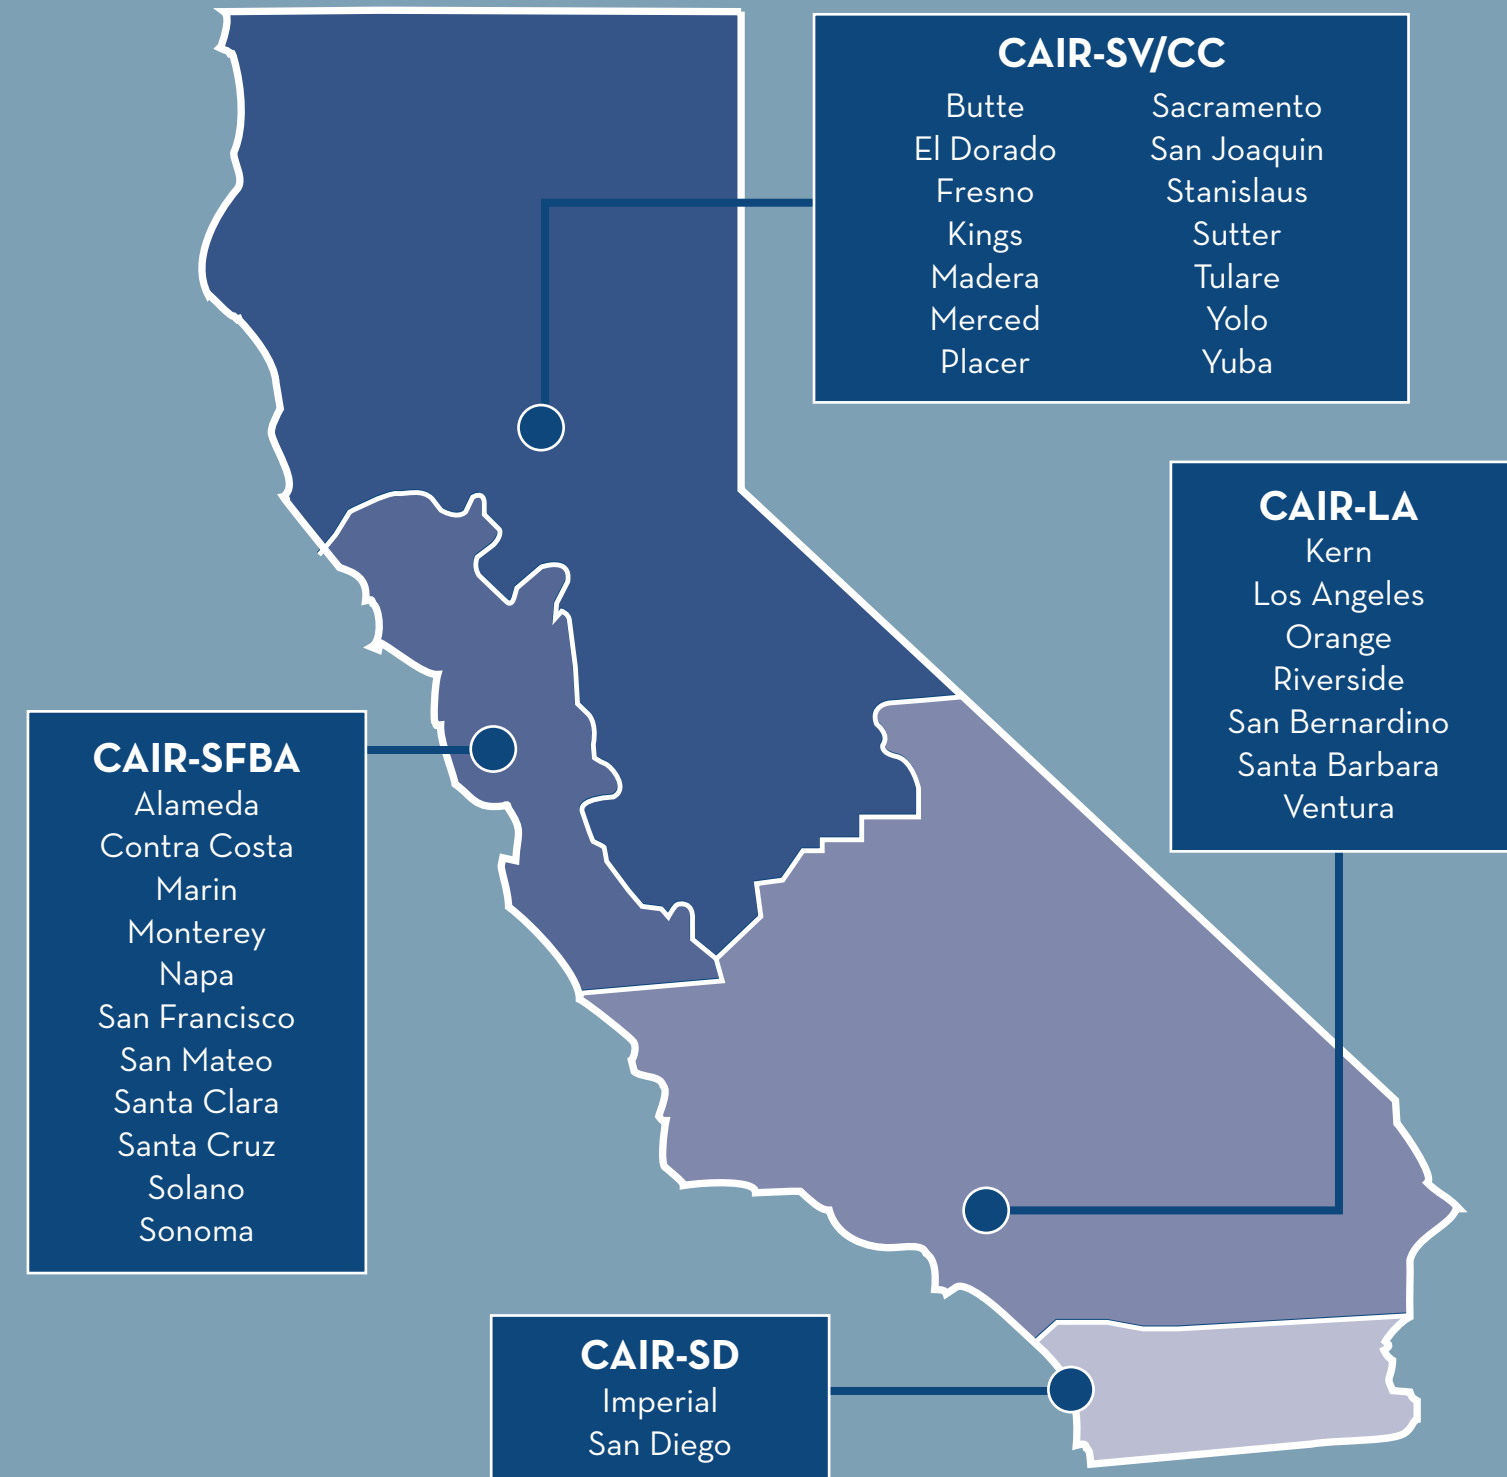 CAIR-SV/CC
Butte
El Dorado
Fresno
Kings
Madera
Merced
Placer
Sacramento
San Joaquin
Stanislaus
Sutter
Tulare
Yolo
Yuba
CAIR-LA
Kern
Los Angeles
Orange
Riverside
San Bernardino
Santa Barbara
Ventura
CAIR-SFBA
Alameda
Contra Costa
Marin
Monterey
Napa
San Francisco
San Mateo
Santa Clara
Santa Cruz
Solano
Sonoma
CAIR-SD
Imperial
San Diego